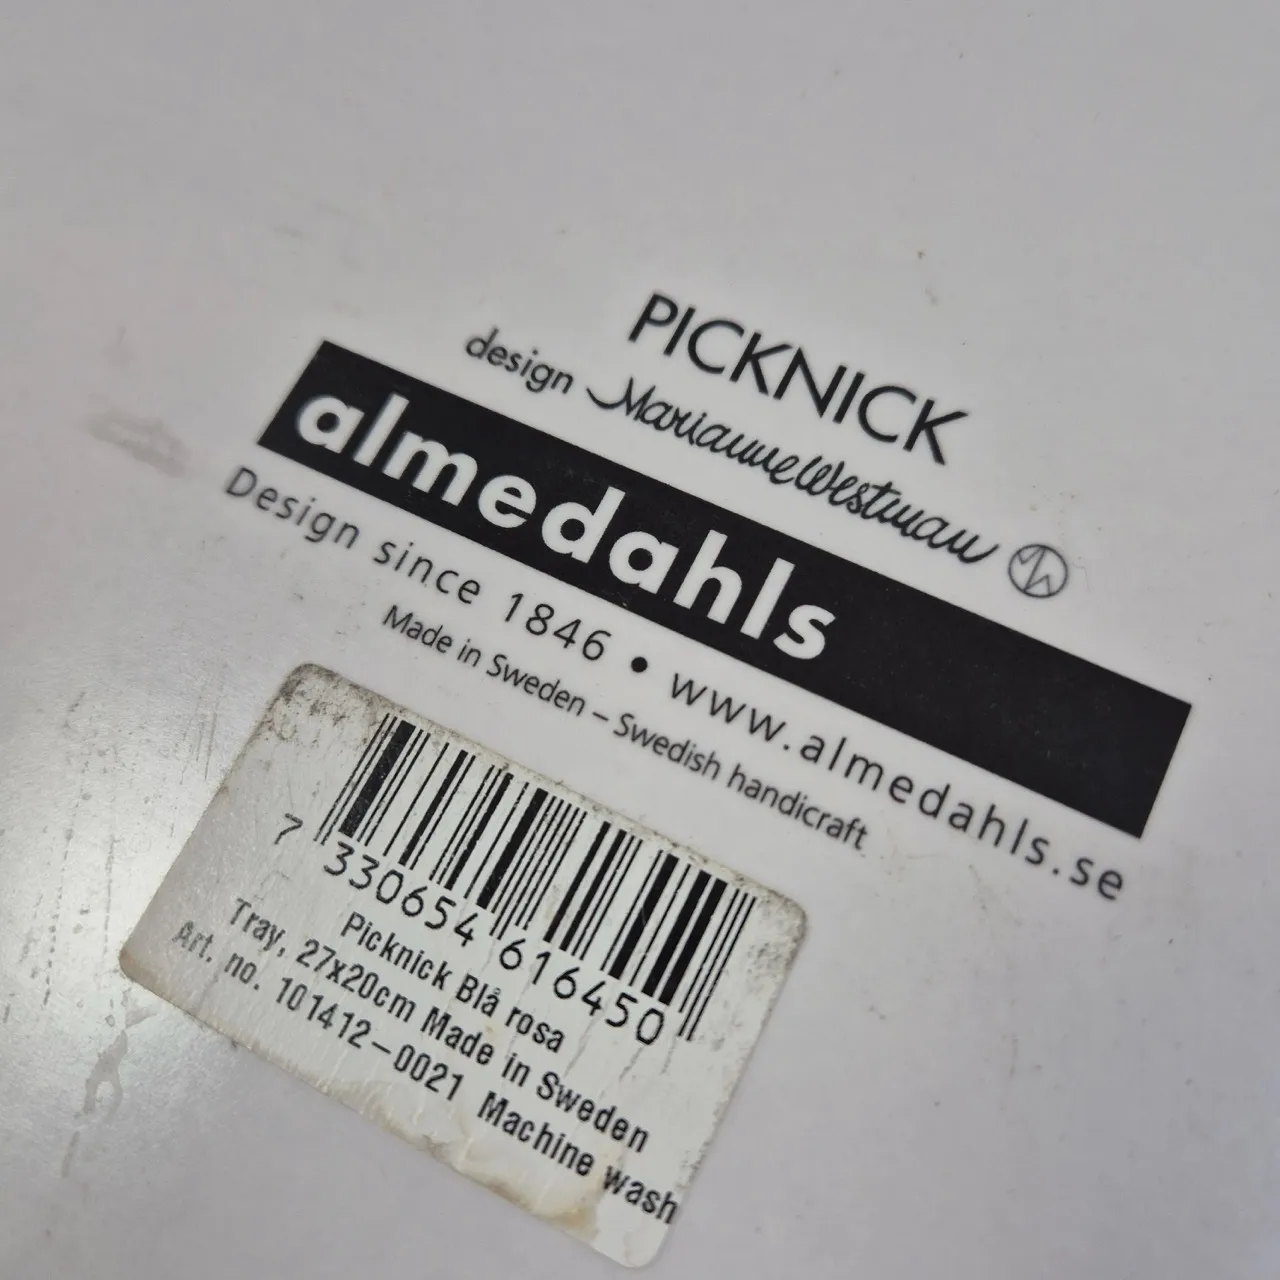 PICKNICK
design Marianne Westman MW
almedahls
Design since 1846 • www.almedahls.se
Made in Sweden – Swedish handicraft
7 330654 616450
Picknick Blå rosa
Tray, 27x20cm Made in Sweden
Art. no. 101412-0021 Machine wash